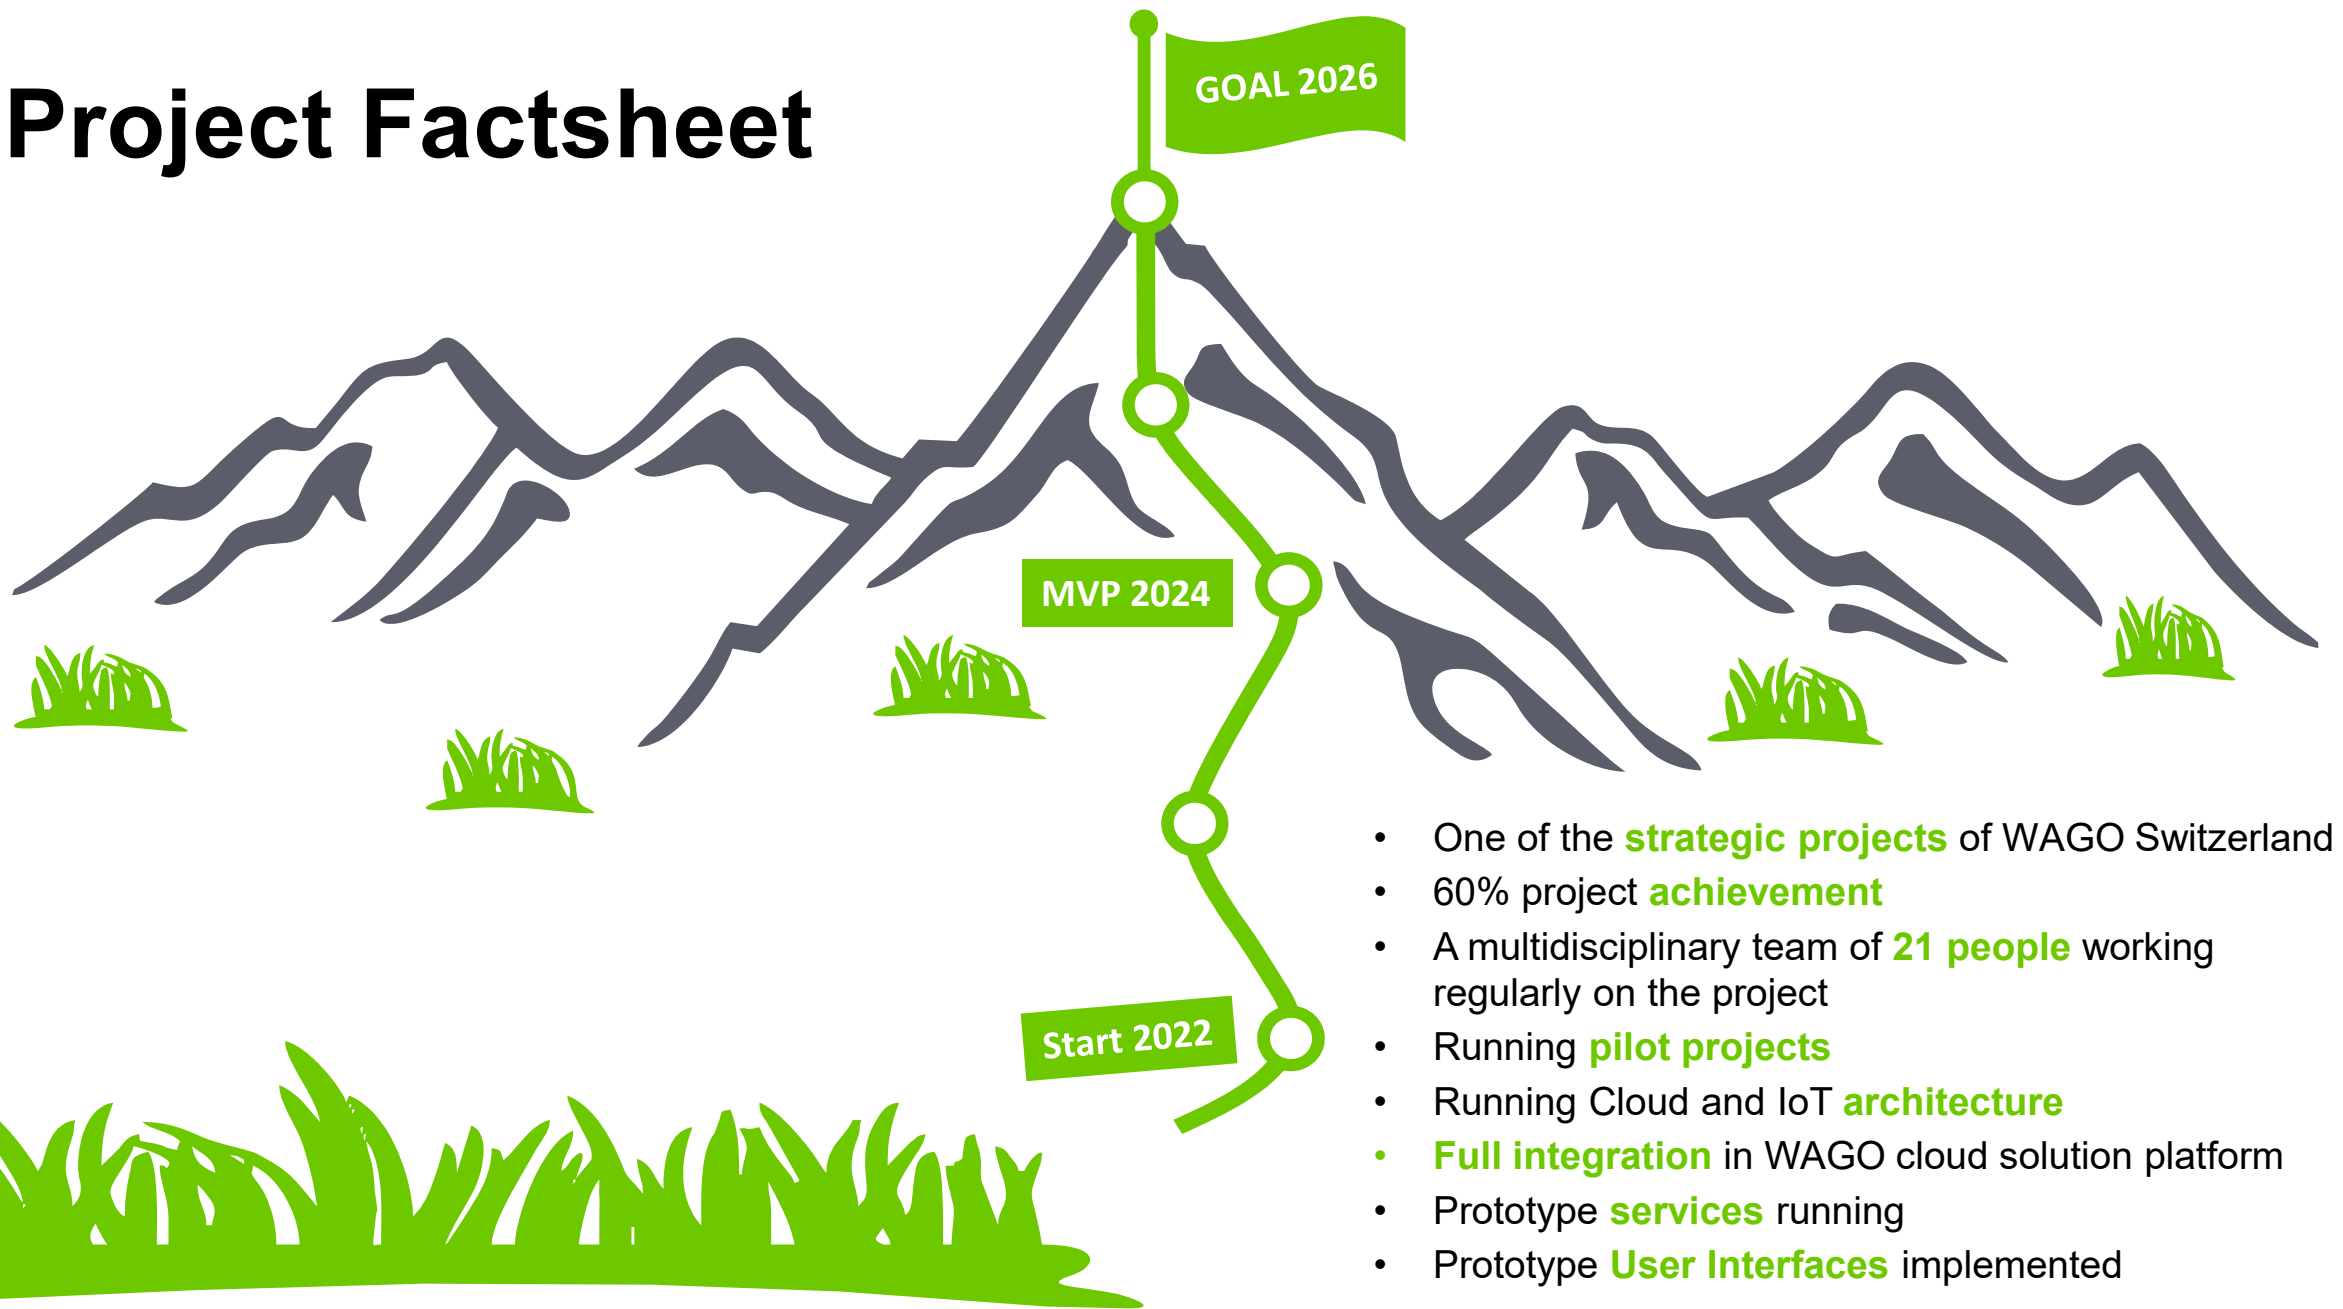 Project Factsheet
GOAL 2026
MVP 2024
Start 2022
• One of the strategic projects of WAGO Switzerland
• 60% project achievement
• A multidisciplinary team of 21 people working
regularly on the project
• Running pilot projects
• Running Cloud and IoT architecture
• Full integration in WAGO cloud solution platform
• Prototype services running
• Prototype User Interfaces implemented